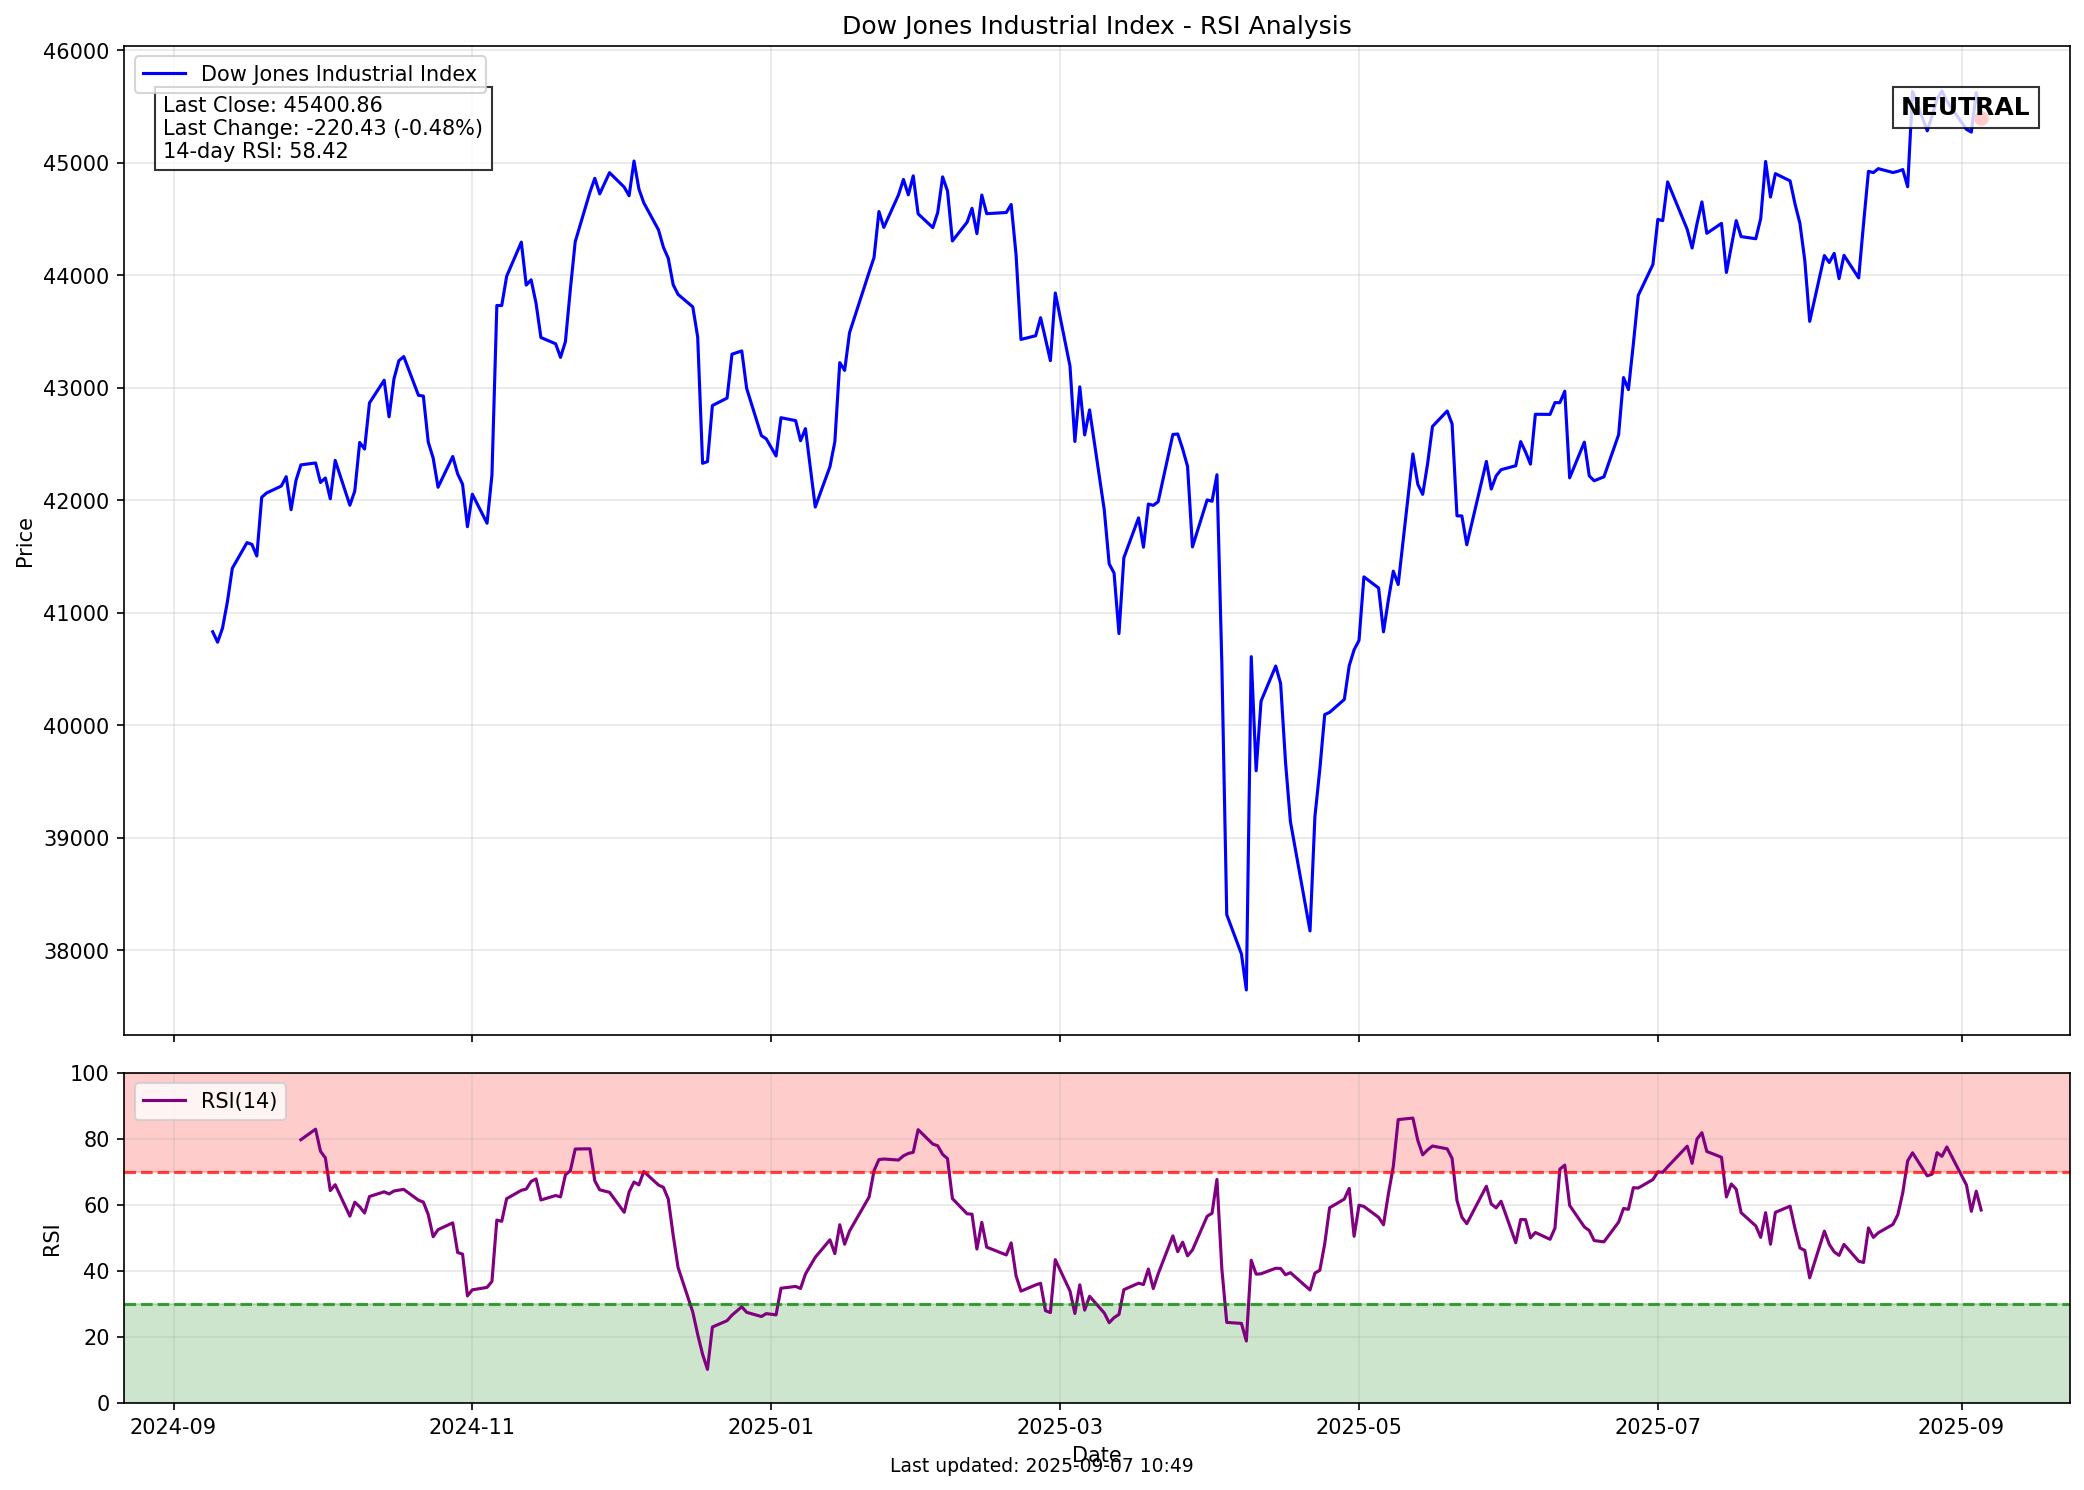 Dow Jones Industrial Index - RSI Analysis
46000
45000
44000
43000
42000
41000
40000
39000
38000
Price
Dow Jones Industrial Index
Last Close: 45400.86
Last Change: -220.43 (-0.48%)
14-day RSI: 58.42
NEUTRAL
100
80
60
40
20
0
RSI
RSI(14)
2024-09
2024-11
2025-01
2025-03
2025-05
2025-07
2025-09
Date
Last updated: 2025-09-07 10:49